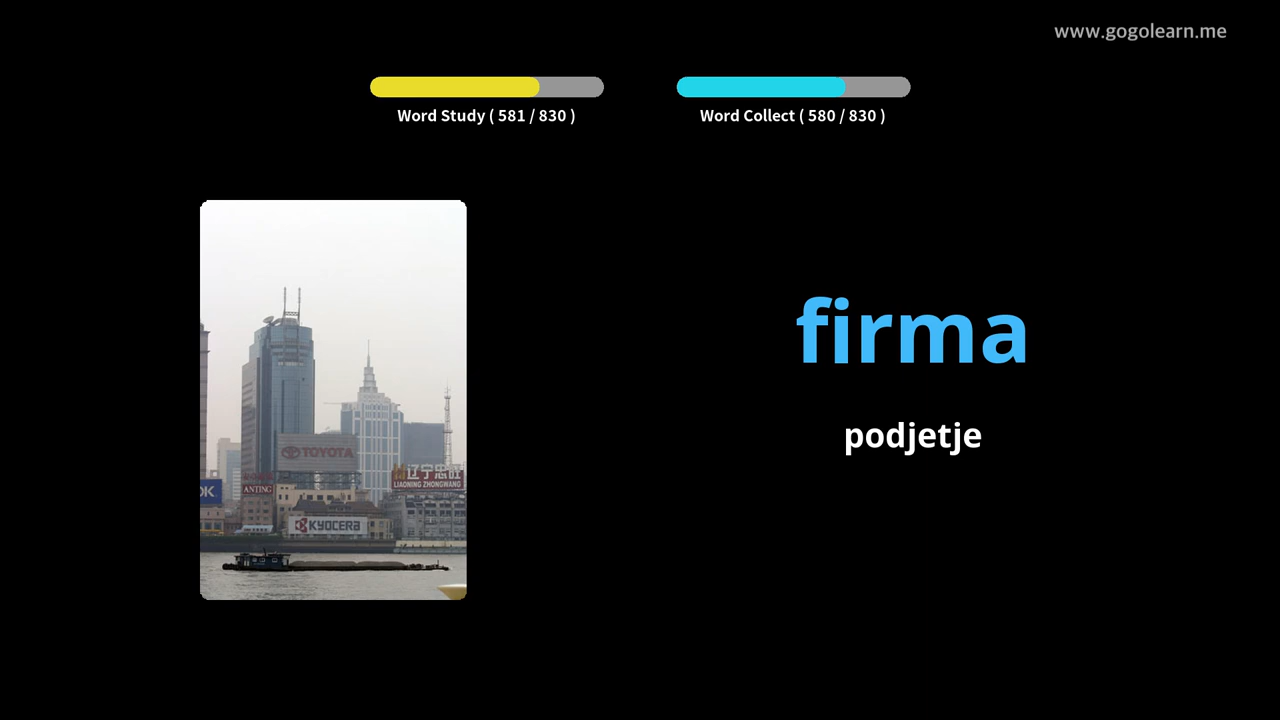 www.gogolearn.me
Word Study ( 581 / 830 )
Word Collect ( 580 / 830 )
firma
podjetje
TOYOTA
辽宁忠旺
LIAONING ZHONGWANG
ANTING
KYOCERA